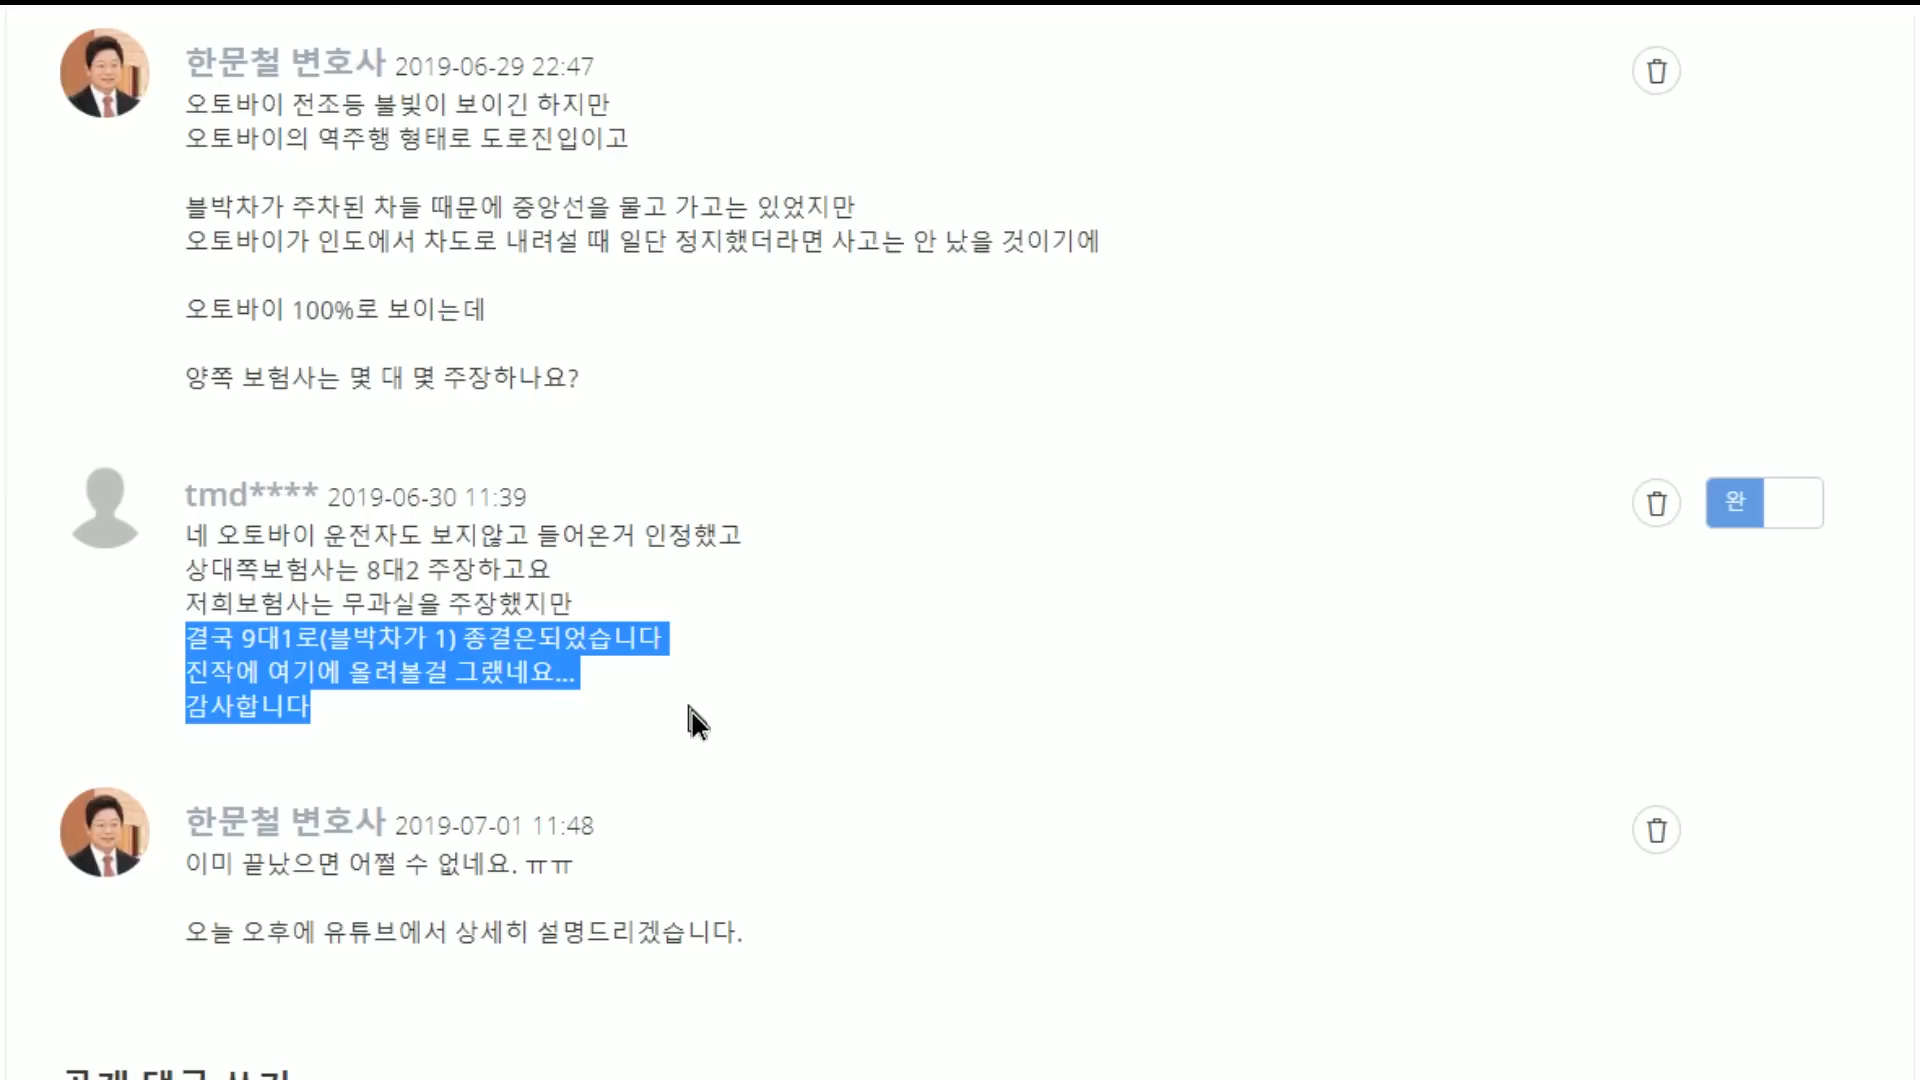 한문철 변호사 2019-06-29 22:47
오토바이 전조등 불빛이 보이긴 하지만
오토바이의 역주행 형태로 도로진입이고
블박차가 주차된 차들 때문에 중앙선을 물고 가고는 있었지만
오토바이가 인도에서 차도로 내려설 때 일단 정지했더라면 사고는 안 났을 것이기에
오토바이 100%로 보이는데
양쪽 보험사는 몇 대 몇 주장하나요?
tmd**** 2019-06-30 11:39
완
네 오토바이 운전자도 보지않고 들어온거 인정했고
상대쪽보험사는 8대2 주장하고요
저희보험사는 무과실을 주장했지만
결국 9대1로(블박차가 1) 종결은되었습니다
진작에 여기에 올려볼걸 그랬네요...
감사합니다
한문철 변호사 2019-07-01 11:48
이미 끝났으면 어쩔 수 없네요. ㅠㅠ
오늘 오후에 유튜브에서 상세히 설명드리겠습니다.